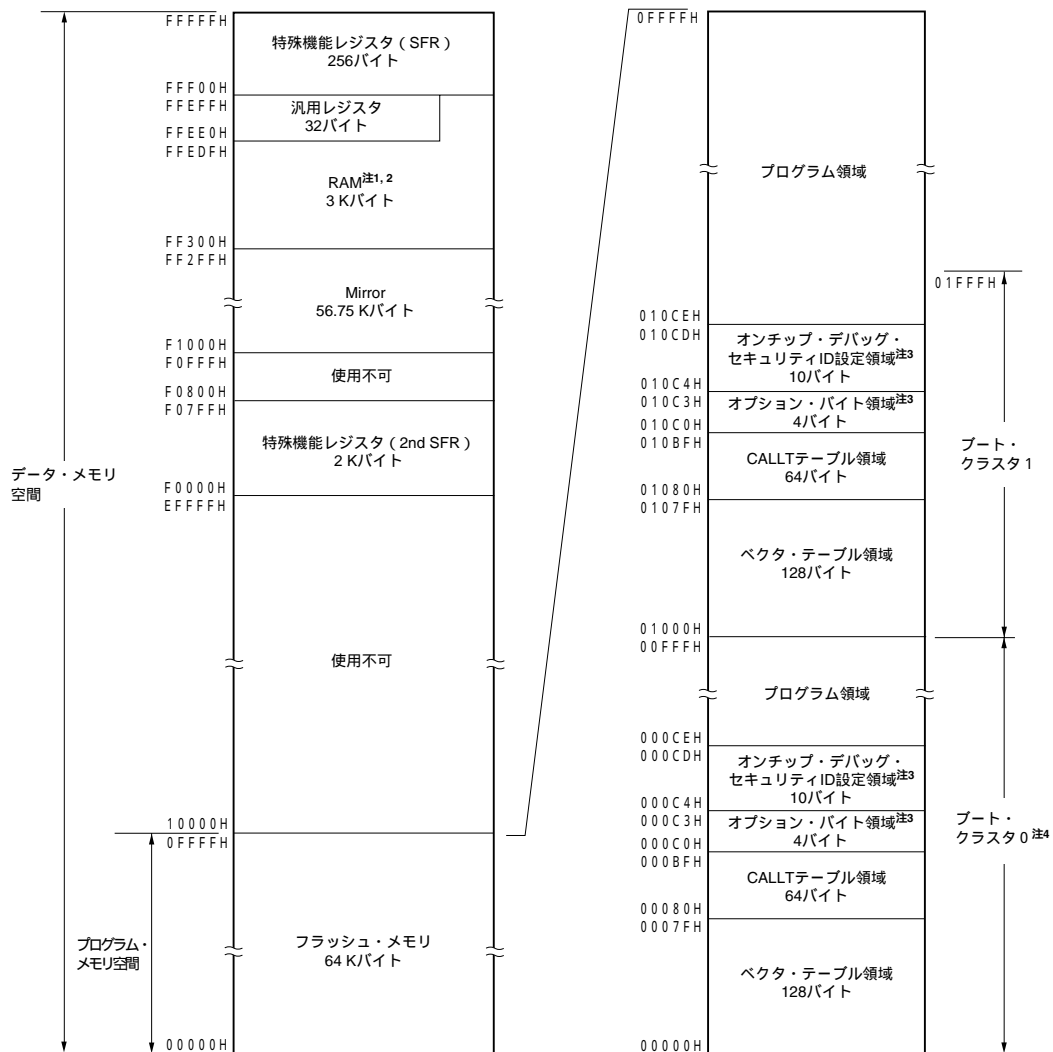 FFFFFH
特殊機能レジスタ（SFR）
256バイト
FFF00H
FFEFFH
汎用レジスタ
32バイト
FFEE0H
FFEDFH
RAM注1, 2
3 Kバイト
FF300H
FF2FFH
Mirror
56.75 Kバイト
F1000H
F0FFFH
使用不可
F0800H
F07FFH
特殊機能レジスタ（2nd SFR）
2 Kバイト
データ・メモリ
空間
F0000H
EFFFFH
使用不可
10000H
0FFFFH
プログラム・
メモリ空間
フラッシュ・メモリ
64 Kバイト
00000H
0FFFFH
プログラム領域
01FFFH
010CEH
010CDH
オンチップ・デバッグ・
セキュリティID設定領域注3
10バイト
010C4H
010C3H
オプション・バイト領域注3
4バイト
010C0H
010BFH
CALLTテーブル領域
64バイト
ブート・
クラスタ1
01080H
0107FH
ベクタ・テーブル領域
128バイト
01000H
00FFFH
プログラム領域
000CEH
000CDH
オンチップ・デバッグ・
セキュリティID設定領域注3
10バイト
000C4H
000C3H
オプション・バイト領域注3
4バイト
ブート・
クラスタ0注4
000C0H
000BFH
CALLTテーブル領域
64バイト
00080H
0007FH
ベクタ・テーブル領域
128バイト
00000H